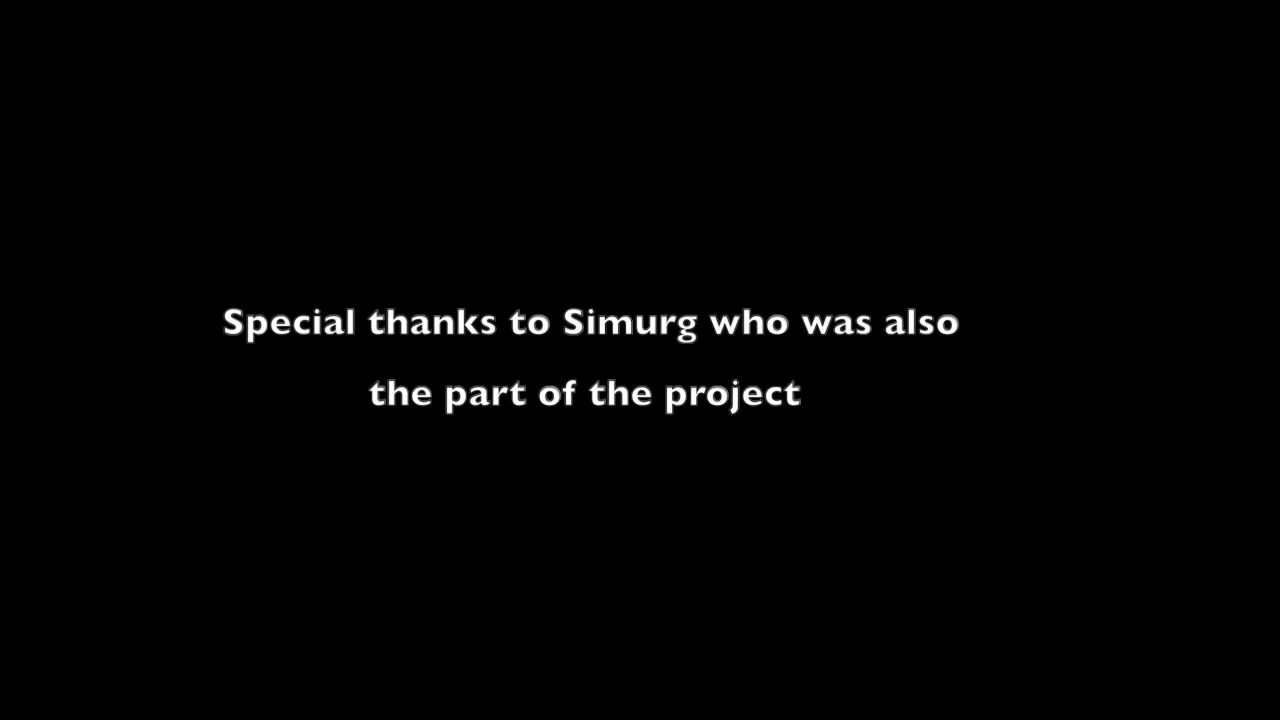 Special thanks to Simurg who was also
the part of the project